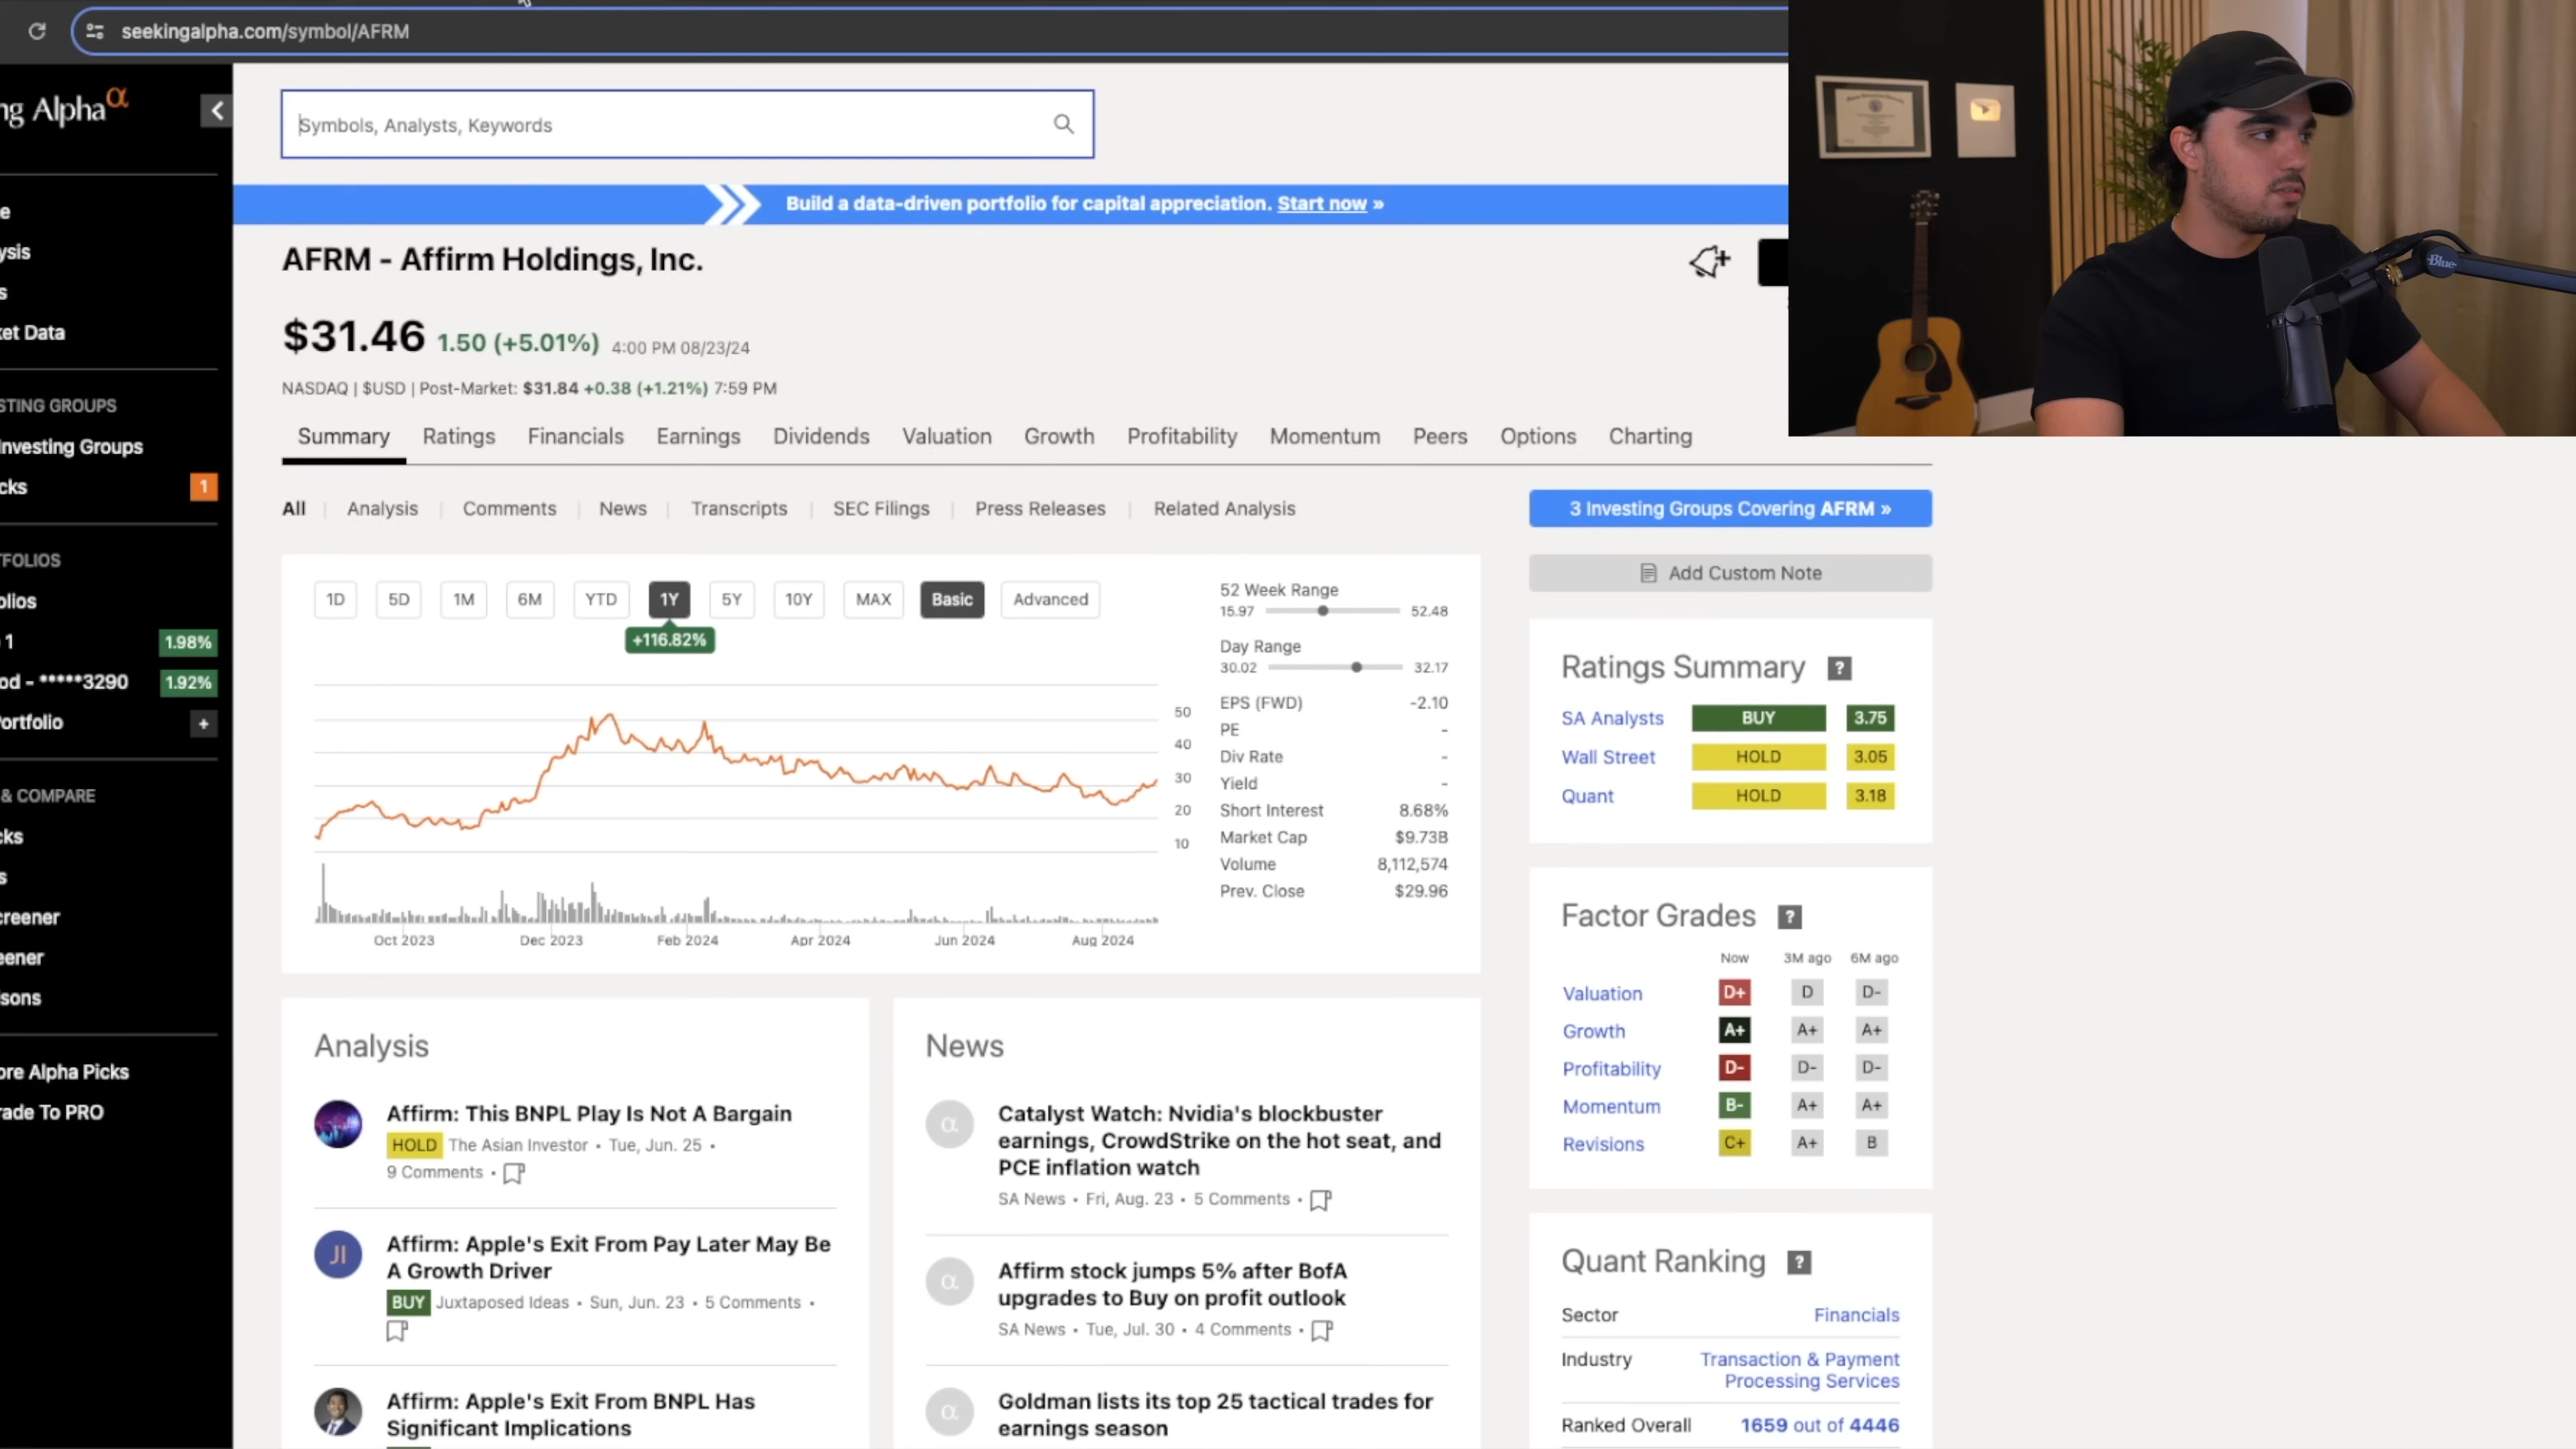 seekingalpha.com/symbol/AFRM
ng Alphaα
Symbols, Analysts, Keywords
Build a data-driven portfolio for capital appreciation. Start now »
e
ysis
s
ket Data
STING GROUPS
Investing Groups
cks 1
TFOLIOS
olios
1 1.98%
od - *****3290 1.92%
ortfolio +
& COMPARE
cks
s
creener
eener
isons
ore Alpha Picks
rade To PRO
AFRM - Affirm Holdings, Inc.
$31.46 1.50 (+5.01%) 4:00 PM 08/23/24
NASDAQ | $USD | Post-Market: $31.84 +0.38 (+1.21%) 7:59 PM
Summary Ratings Financials Earnings Dividends Valuation Growth Profitability Momentum Peers Options Charting
All | Analysis | Comments | News | Transcripts | SEC Filings | Press Releases | Related Analysis
1D 5D 1M 6M YTD 1Y 5Y 10Y MAX Basic Advanced
+116.82%
50
40
30
20
10
Oct 2023 Dec 2023 Feb 2024 Apr 2024 Jun 2024 Aug 2024
52 Week Range
15.97 52.48
Day Range
30.02 32.17
EPS (FWD) -2.10
PE -
Div Rate -
Yield -
Short Interest 8.68%
Market Cap $9.73B
Volume 8,112,574
Prev. Close $29.96
Analysis
Affirm: This BNPL Play Is Not A Bargain
HOLD The Asian Investor • Tue, Jun. 25 •
9 Comments •
JI
Affirm: Apple's Exit From Pay Later May Be
A Growth Driver
BUY Juxtaposed Ideas • Sun, Jun. 23 • 5 Comments •
Affirm: Apple's Exit From BNPL Has
Significant Implications
News
α
Catalyst Watch: Nvidia's blockbuster
earnings, CrowdStrike on the hot seat, and
PCE inflation watch
SA News • Fri, Aug. 23 • 5 Comments •
α
Affirm stock jumps 5% after BofA
upgrades to Buy on profit outlook
SA News • Tue, Jul. 30 • 4 Comments •
α
Goldman lists its top 25 tactical trades for
earnings season
3 Investing Groups Covering AFRM »
Add Custom Note
Ratings Summary ?
SA Analysts BUY 3.75
Wall Street HOLD 3.05
Quant HOLD 3.18
Factor Grades ?
Now 3M ago 6M ago
Valuation D+ D D-
Growth A+ A+ A+
Profitability D- D- D-
Momentum B- A+ A+
Revisions C+ A+ B
Quant Ranking ?
Sector Financials
Industry Transaction & Payment
Processing Services
Ranked Overall 1659 out of 4446
Blue